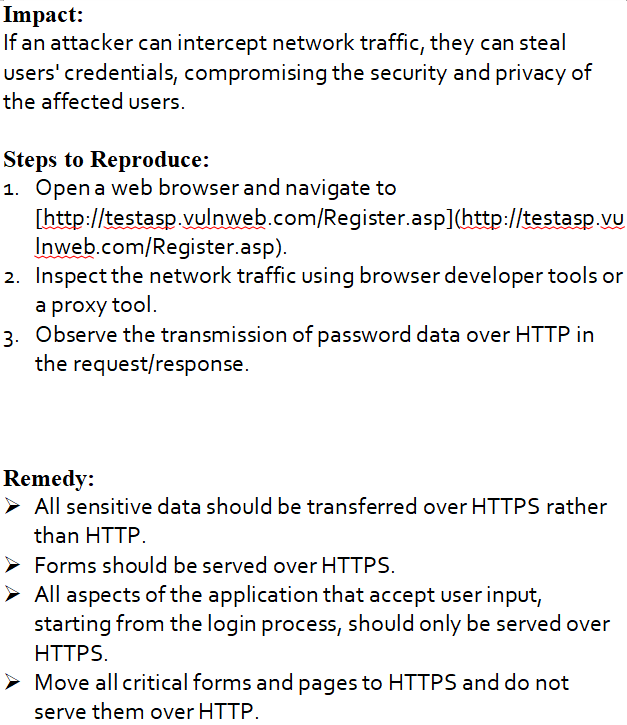 Impact:
If an attacker can intercept network traffic, they can steal
users' credentials, compromising the security and privacy of
the affected users.
Steps to Reproduce:
1. Open a web browser and navigate to
[http://testasp.vulnweb.com/Register.asp](http://testasp.vu
lnweb.com/Register.asp).
2. Inspect the network traffic using browser developer tools or
a proxy tool.
3. Observe the transmission of password data over HTTP in
the request/response.
Remedy:
➢ All sensitive data should be transferred over HTTPS rather
than HTTP.
➢ Forms should be served over HTTPS.
➢ All aspects of the application that accept user input,
starting from the login process, should only be served over
HTTPS.
➢ Move all critical forms and pages to HTTPS and do not
serve them over HTTP.